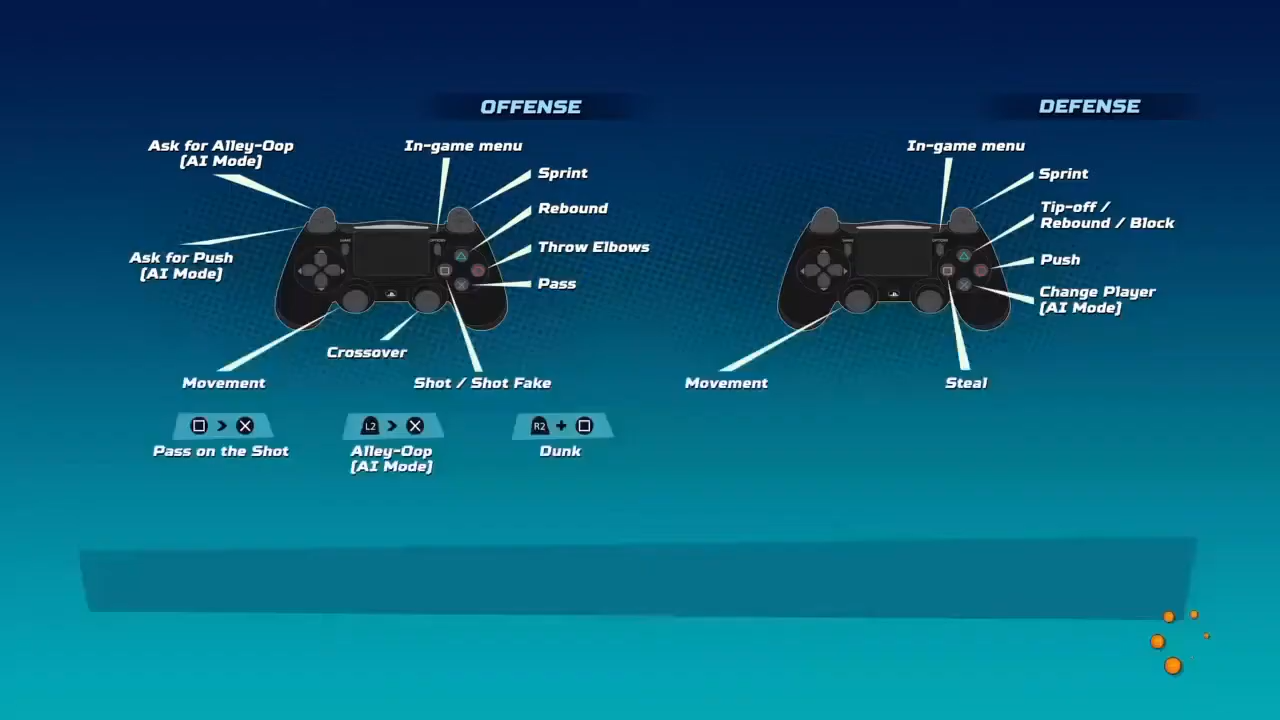 OFFENSE
Ask for Alley-Oop
[AI Mode]
In-game menu
Sprint
Rebound
Throw Elbows
Ask for Push
[AI Mode]
Pass
Crossover
Movement
Shot / Shot Fake
L2
R2
Pass on the Shot
Alley-Oop
[AI Mode]
Dunk
DEFENSE
In-game menu
Sprint
Tip-off /
Rebound / Block
Push
Change Player
[AI Mode]
Movement
Steal